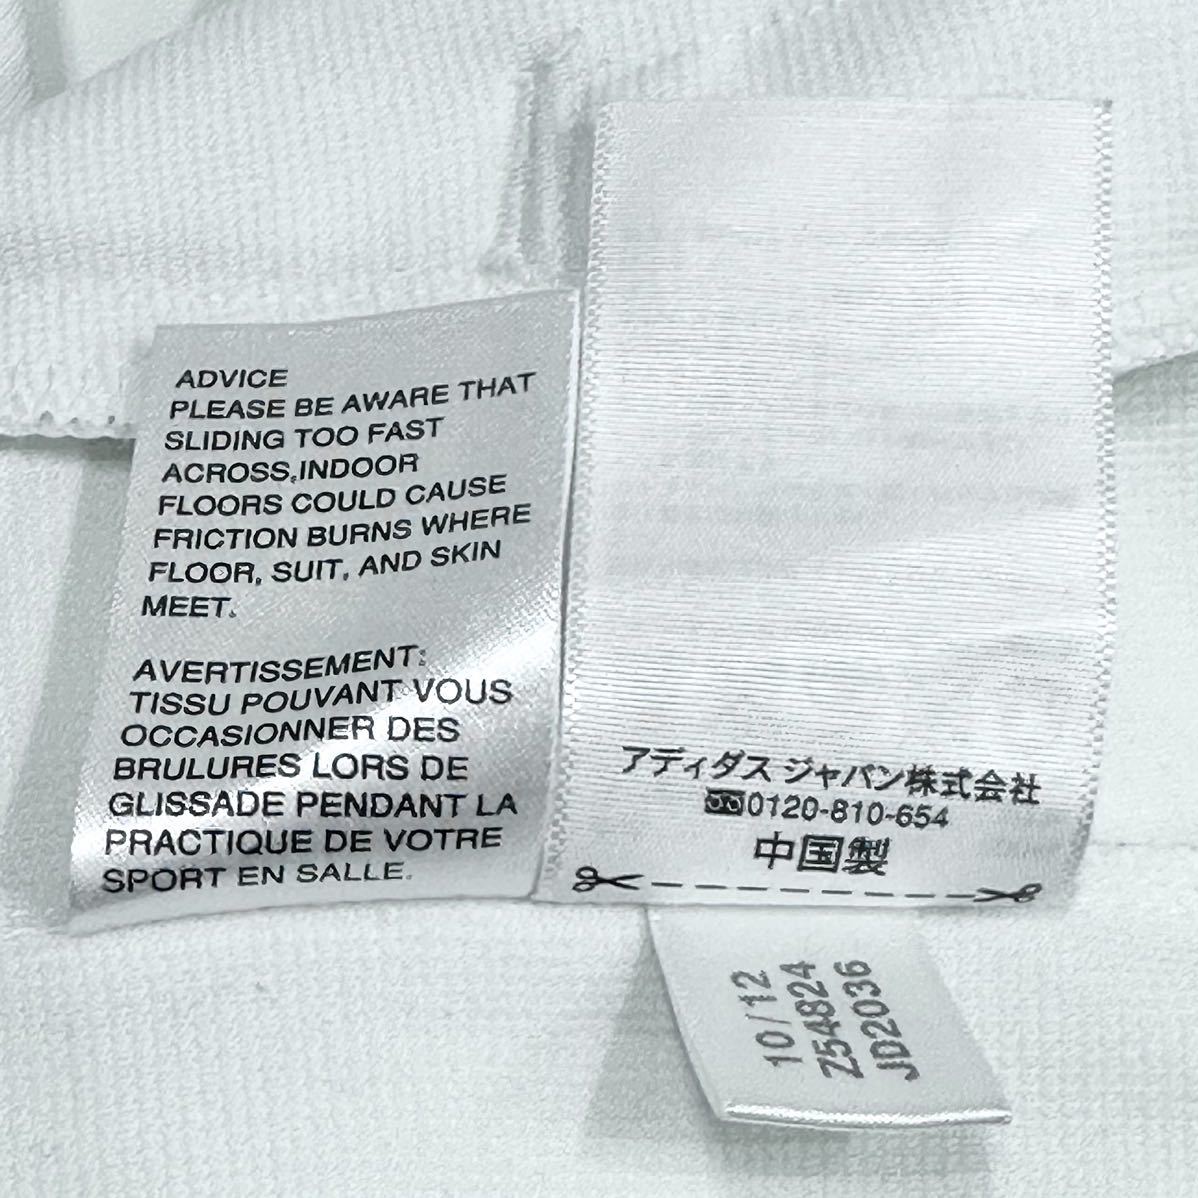 ADVICE
PLEASE BE AWARE THAT
SLIDING TOO FAST
ACROSS,INDOOR
FLOORS COULD CAUSE
FRICTION BURNS WHERE
FLOOR, SUIT, AND SKIN
MEET.
AVERTISSEMENT:
TISSU POUVANT VOUS
OCCASIONNER DES
BRULURES LORS DE
GLISSADE PENDANT LA
PRACTIQUE DE VOTRE
SPORT EN SALLE.
アディダス ジャパン株式会社
0120-810-654
中国製
10/12
Z54824
JD2036